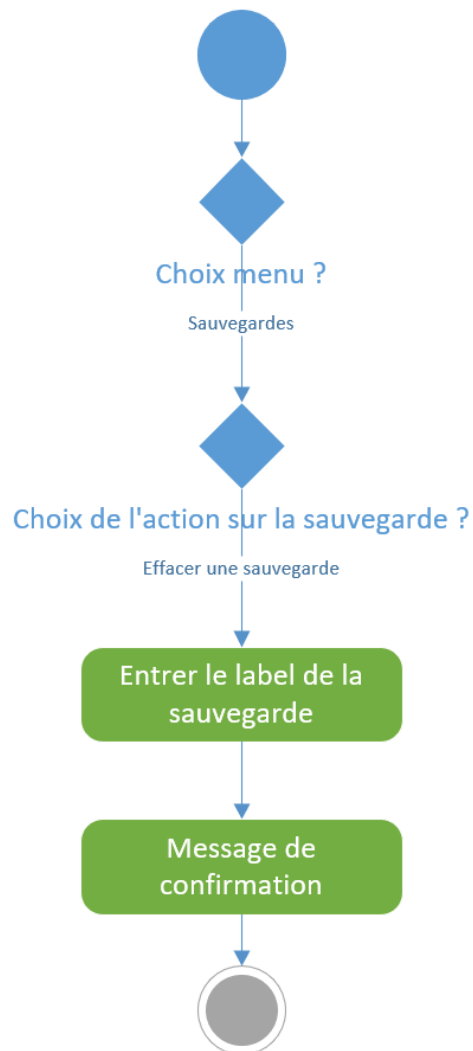 Choix menu ?
Sauvegardes
Choix de l'action sur la sauvegarde ?
Effacer une sauvegarde
Entrer le label de la
sauvegarde
Message de
confirmation